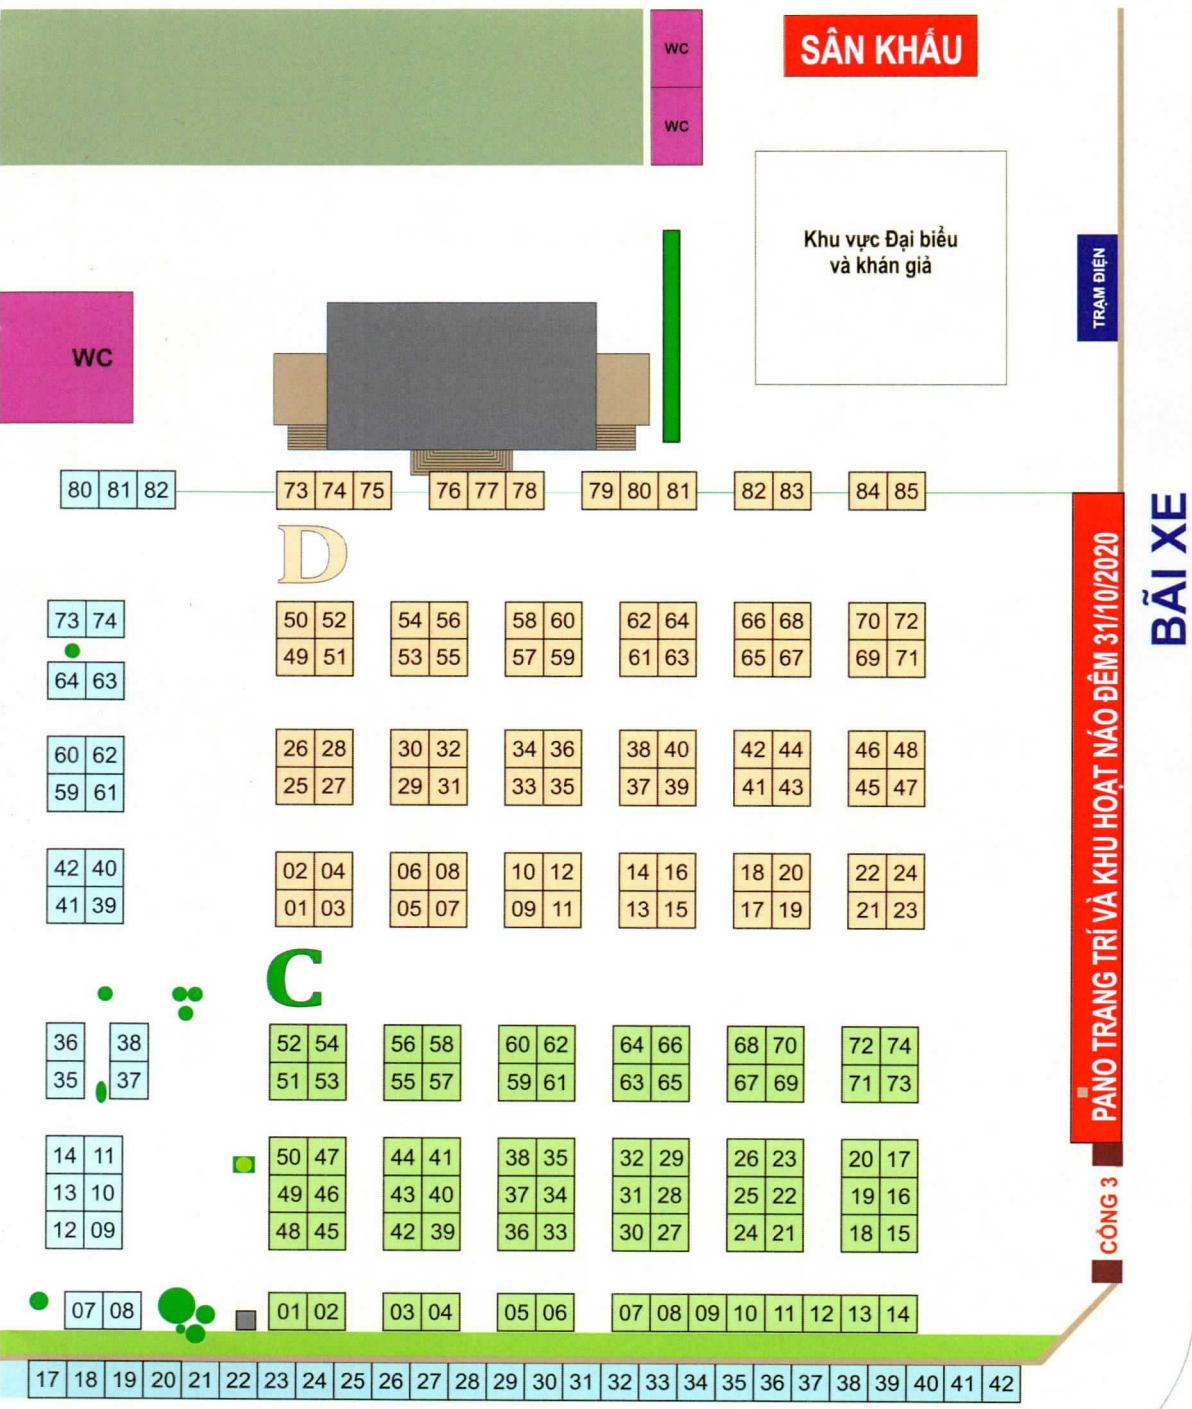 WC
SÂN KHẤU
WC
Khu vực Đại biểu
và khán giả
TRẠM ĐIỆN
WC
BÃI XE
80 81 82 73 74 75 76 77 78 79 80 81 82 83 84 85
D
PANO TRANG TRÍ VÀ KHU HOẠT NÁO ĐÊM 31/10/2020
73 74 50 52 54 56 58 60 62 64 66 68 70 72
49 51 53 55 57 59 61 63 65 67 69 71
64 63
60 62 26 28 30 32 34 36 38 40 42 44 46 48
59 61 25 27 29 31 33 35 37 39 41 43 45 47
42 40 02 04 06 08 10 12 14 16 18 20 22 24
41 39 01 03 05 07 09 11 13 15 17 19 21 23
C
36 38 52 54 56 58 60 62 64 66 68 70 72 74
35 37 51 53 55 57 59 61 63 65 67 69 71 73
14 11 50 47 44 41 38 35 32 29 26 23 20 17
13 10 49 46 43 40 37 34 31 28 25 22 19 16
12 09 48 45 42 39 36 33 30 27 24 21 18 15
CỔNG 3
07 08 01 02 03 04 05 06 07 08 09 10 11 12 13 14
17 18 19 20 21 22 23 24 25 26 27 28 29 30 31 32 33 34 35 36 37 38 39 40 41 42